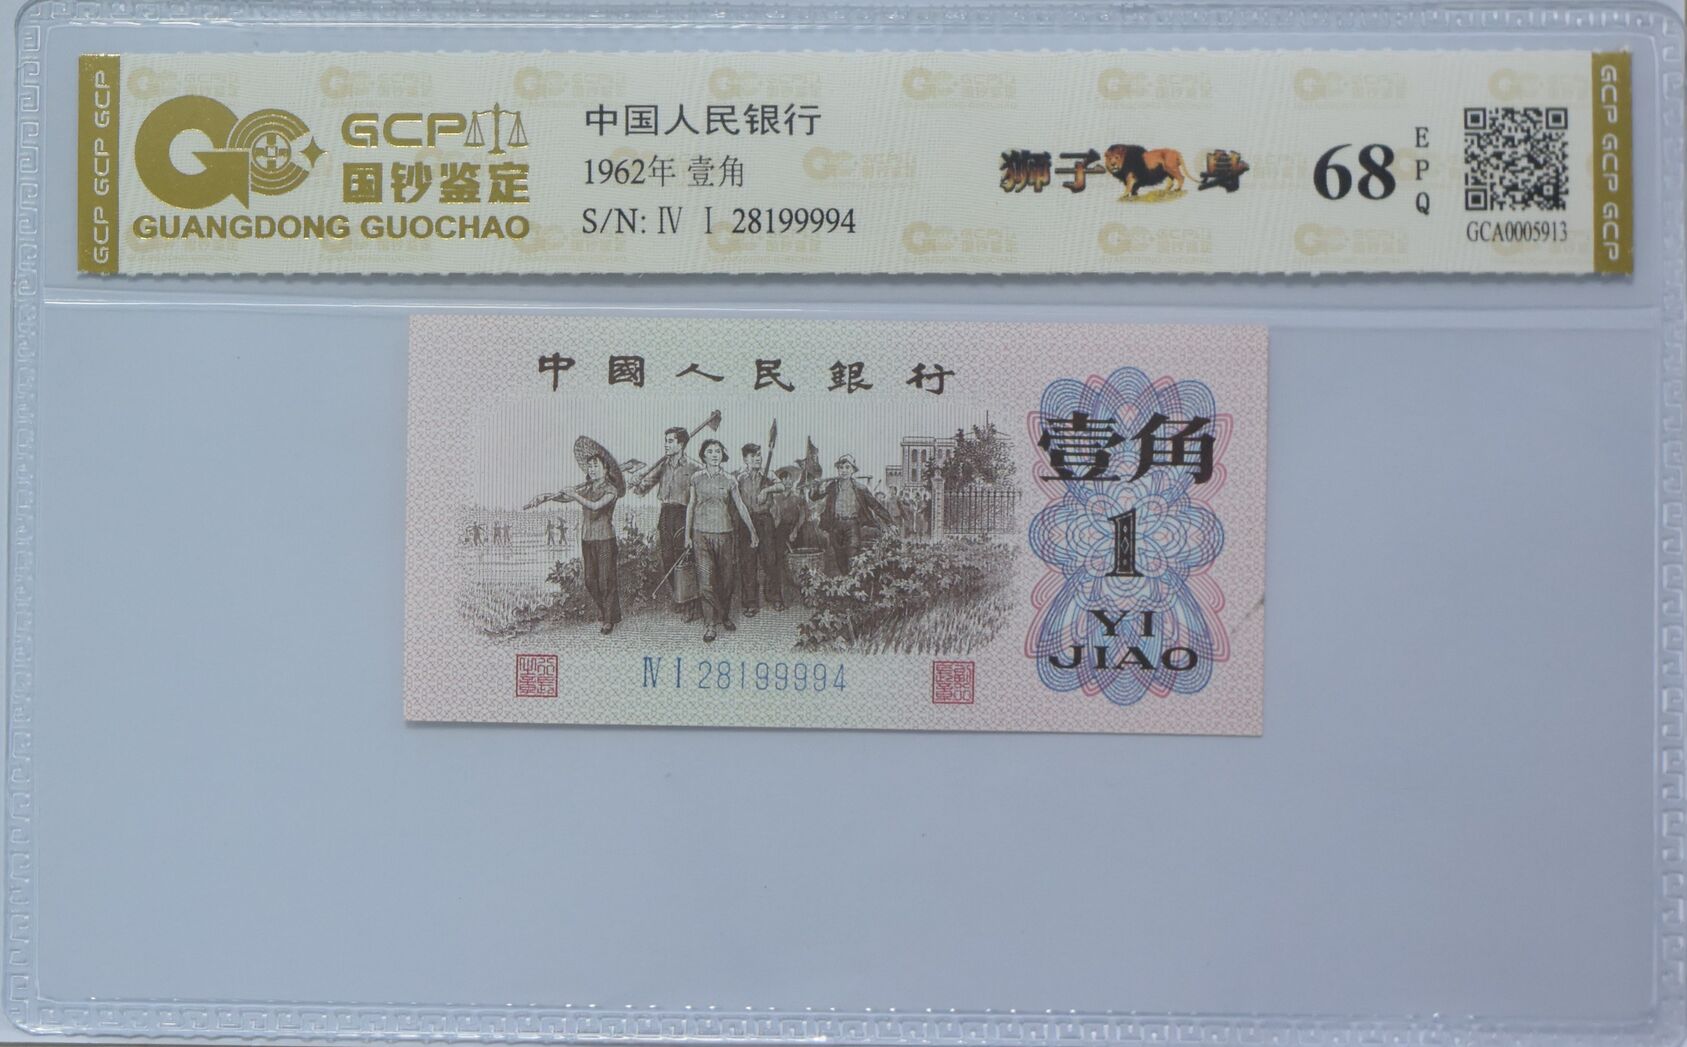 GCP GCP GCP
GCP
国钞鉴定
GUANGDONG GUOCHAO
中国人民银行
1962年 壹角
S/N: Ⅳ Ⅰ 28199994
狮子 身
68
EPQ
GCA0005913
GCP GCP GCP
中國人民銀行
壹角
1
YI
JIAO
Ⅳ Ⅰ 28199994